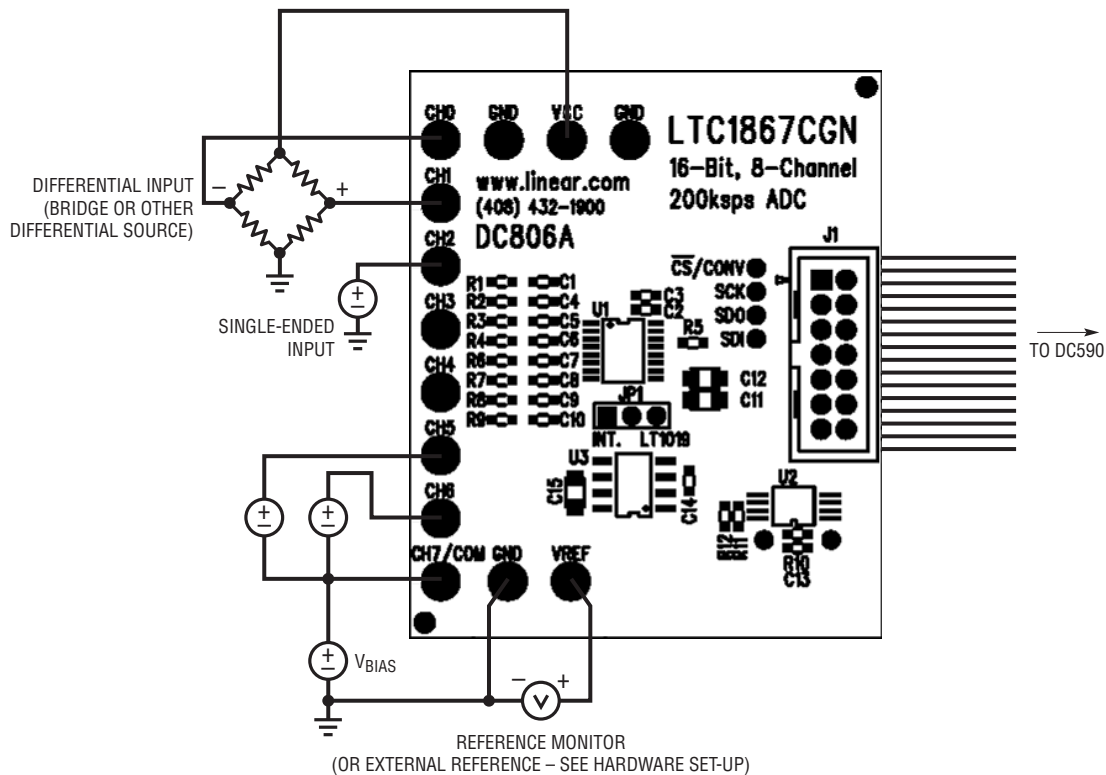 CH0 GND VCC GND
LTC1867CGN
16-Bit, 8-Channel
200ksps ADC
CH1
www.linear.com
(408) 432-1900
DC806A
DIFFERENTIAL INPUT
(BRIDGE OR OTHER
DIFFERENTIAL SOURCE)
− +
CH2
J1
CS/CONV
SCK
SDO
SDI
+
−
SINGLE-ENDED
INPUT
CH3
R1 C1
R2 C4
R3 C5
R4 C6
R6 C7
R7 C8
R8 C9
R9 C10
U1
C3
C2
R5
TO DC590
CH4
C12
C11
JP1
INT. LT1019
CH5
U3
C15
C14
U2
CH6
+
−
+
−
R12
R11
R10
C13
CH7/COM GND VREF
+
−
VBIAS
− V +
REFERENCE MONITOR
(OR EXTERNAL REFERENCE – SEE HARDWARE SET-UP)